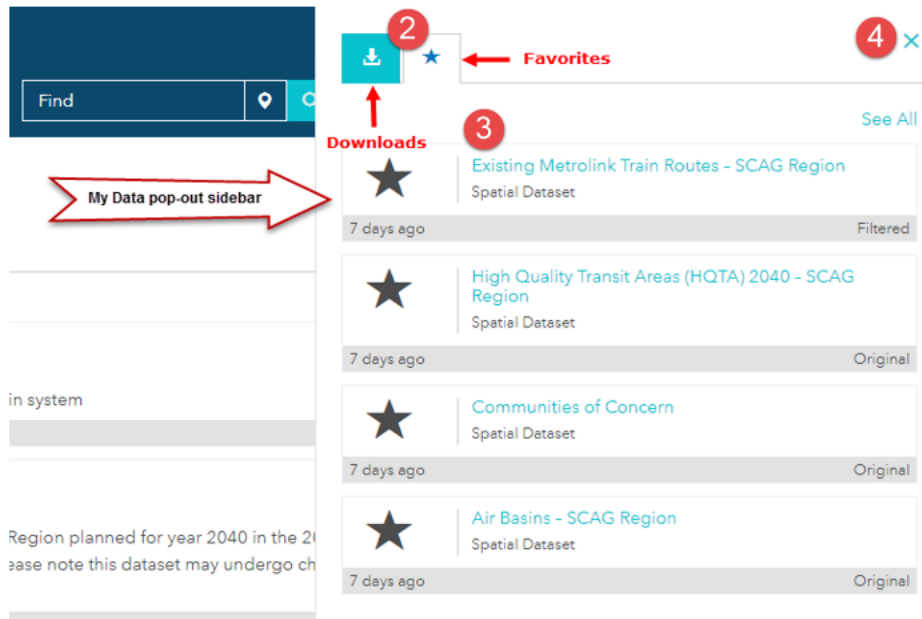 2
4
Favorites
Find
See All
3
Downloads
Existing Metrolink Train Routes - SCAG Region
Spatial Dataset
My Data pop-out sidebar
7 days ago
Filtered
High Quality Transit Areas (HQTA) 2040 - SCAG
Region
Spatial Dataset
7 days ago
Original
in system
Communities of Concern
Spatial Dataset
7 days ago
Original
Air Basins - SCAG Region
Spatial Dataset
Region planned for year 2040 in the 20
ease note this dataset may undergo ch
7 days ago
Original